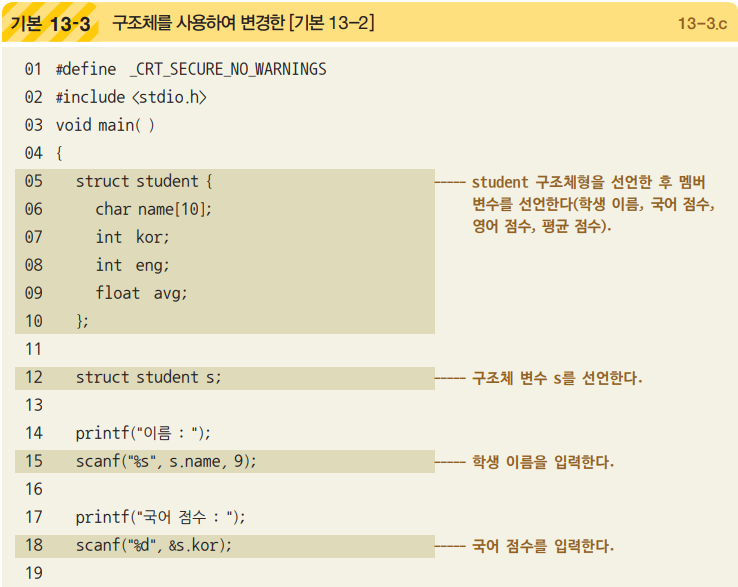 기본 13-3 구조체를 사용하여 변경한 [기본 13-2] 13-3.c
01 #define _CRT_SECURE_NO_WARNINGS
02 #include <stdio.h>
03 void main( )
04 {
05 struct student { ----- student 구조체형을 선언한 후 멤버
변수를 선언한다(학생 이름, 국어 점수,
영어 점수, 평균 점수).
06 char name[10];
07 int kor;
08 int eng;
09 float avg;
10 };
11
12 struct student s; ----- 구조체 변수 s를 선언한다.
13
14 printf("이름 : ");
15 scanf("%s", s.name, 9); ----- 학생 이름을 입력한다.
16
17 printf("국어 점수 : ");
18 scanf("%d", &s.kor); ----- 국어 점수를 입력한다.
19